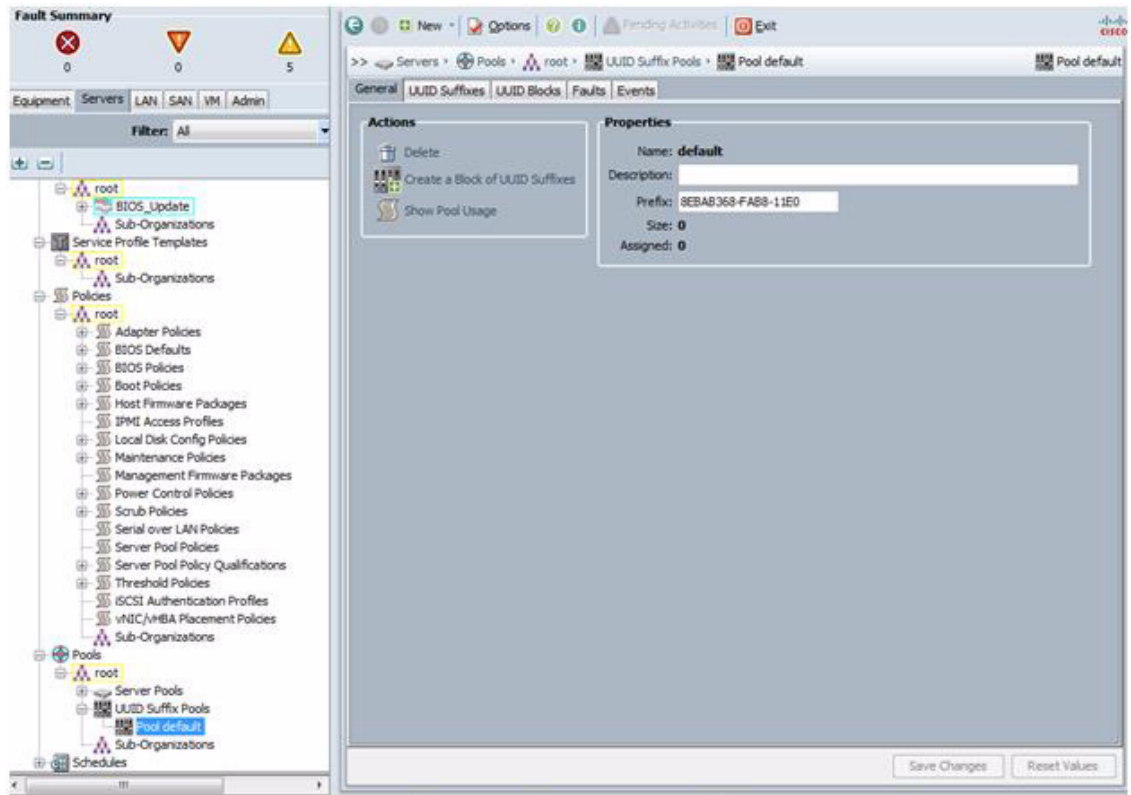 Fault Summary
0 0 5
Equipment Servers LAN SAN VM Admin
Filter: All
root
BIOS_Update
Sub-Organizations
Service Profile Templates
root
Sub-Organizations
Policies
root
Adapter Policies
BIOS Defaults
BIOS Policies
Boot Policies
Host Firmware Packages
IPMI Access Profiles
Local Disk Config Policies
Maintenance Policies
Management Firmware Packages
Power Control Policies
Scrub Policies
Serial over LAN Policies
Server Pool Policies
Server Pool Policy Qualifications
Threshold Policies
iSCSI Authentication Profiles
vNIC/vHBA Placement Policies
Sub-Organizations
Pools
root
Server Pools
UUID Suffix Pools
Pool default
Sub-Organizations
Schedules
New Options Pending Activities Exit
CISCO
>> Servers Pools root UUID Suffix Pools Pool default Pool default
General UUID Suffixes UUID Blocks Faults Events
Actions
Delete
Create a Block of UUID Suffixes
Show Pool Usage
Properties
Name: default
Description:
Prefix: 8EBAB368-FAB8-11E0
Size: 0
Assigned: 0
Save Changes Reset Values